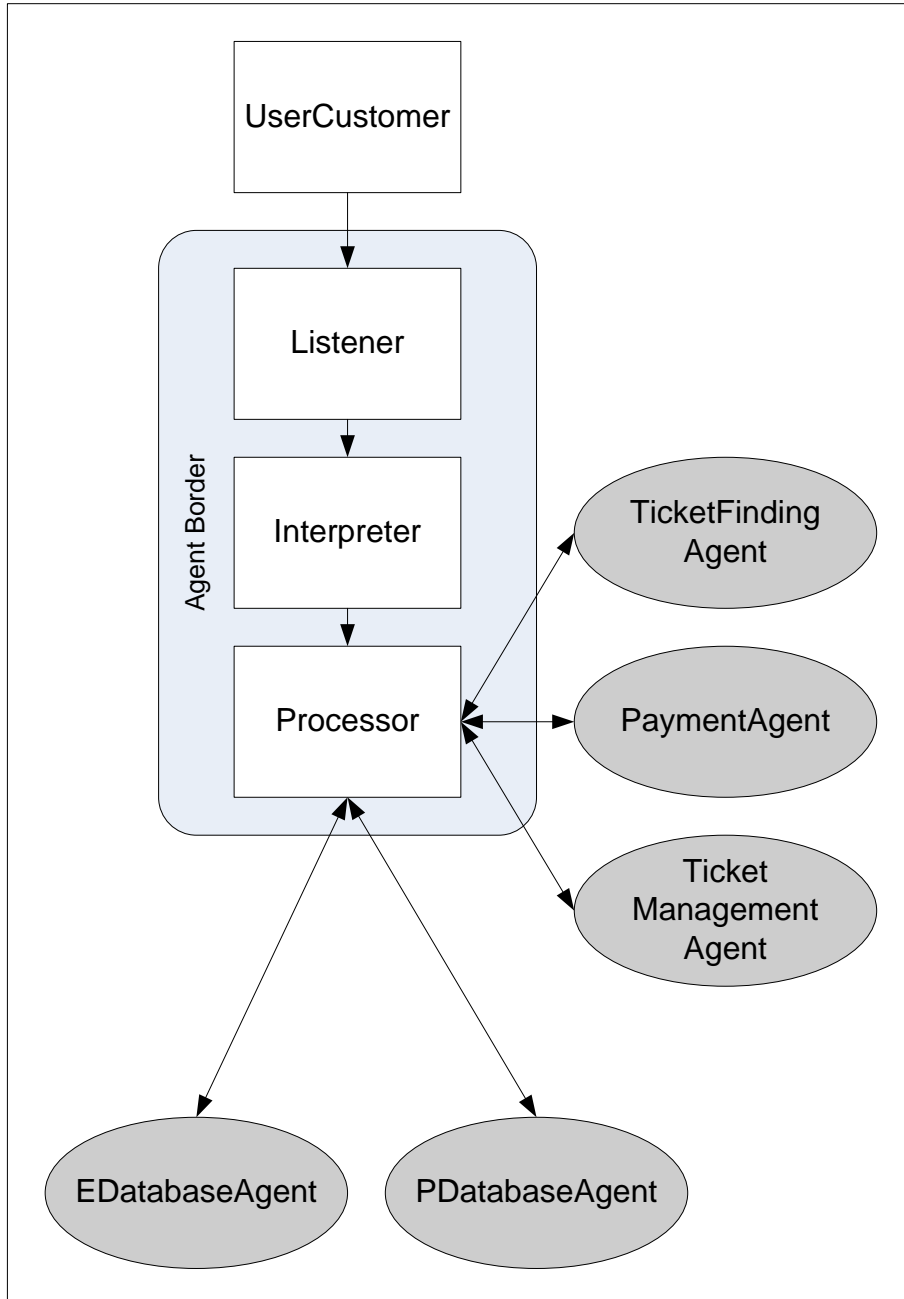 UserCustomer
Listener
Agent Border
Interpreter
Processor
TicketFinding
Agent
PaymentAgent
Ticket
Management
Agent
EDatabaseAgent
PDatabaseAgent